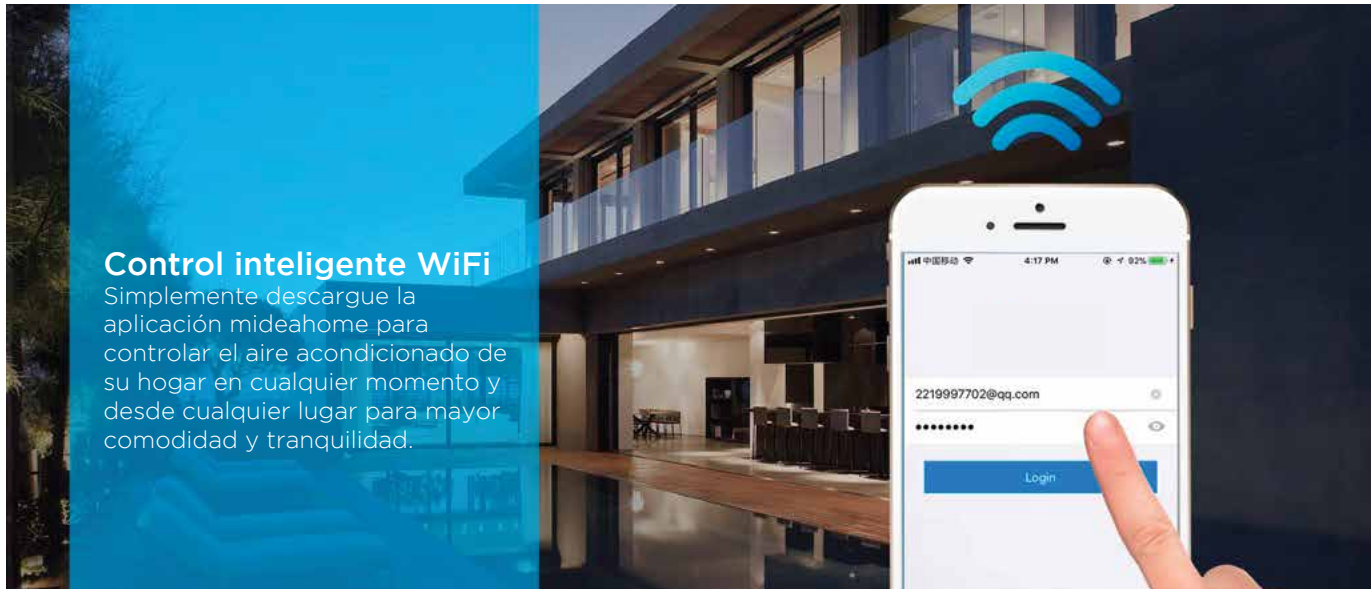 Control inteligente WiFi
Simplemente descargue la
aplicación mideahome para
controlar el aire acondicionado de
su hogar en cualquier momento y
desde cualquier lugar para mayor
comodidad y tranquilidad.
中国移动 4:17 PM 92%
2219997702@qq.com
••••••••
Login